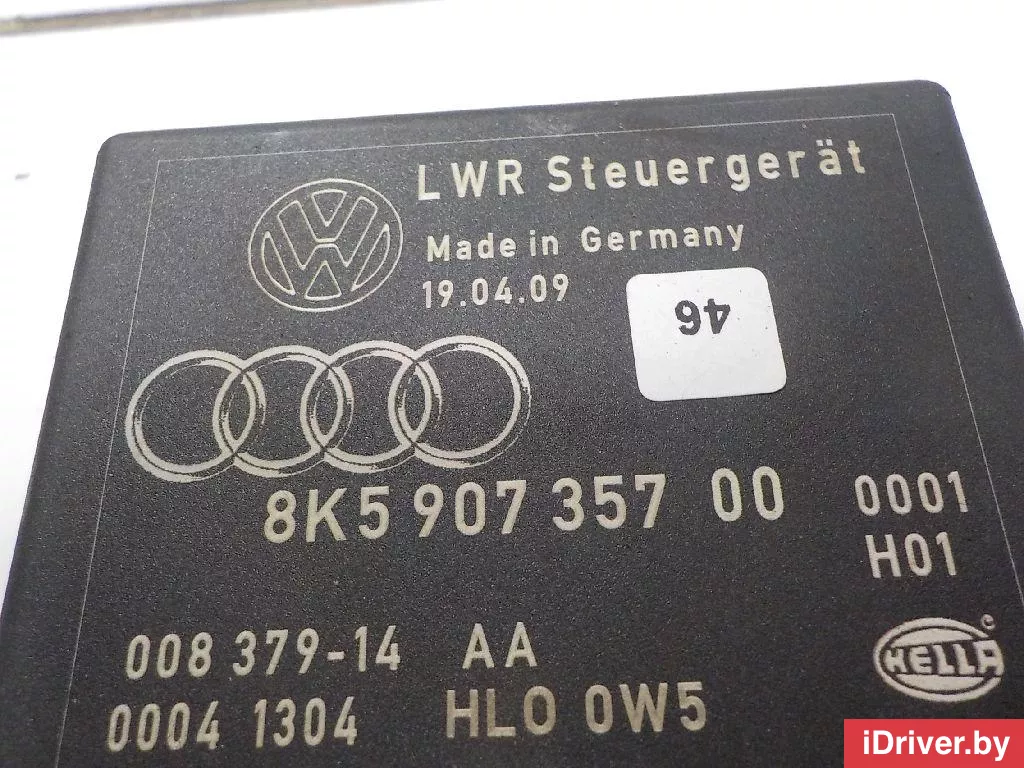 LWR Steuergerät
Made in Germany
19.04.09
46
8K5 907 357 00 0001
H01
008 379-14 AA
HELLA
0004 1304 HLO 0W5
iDriver.by